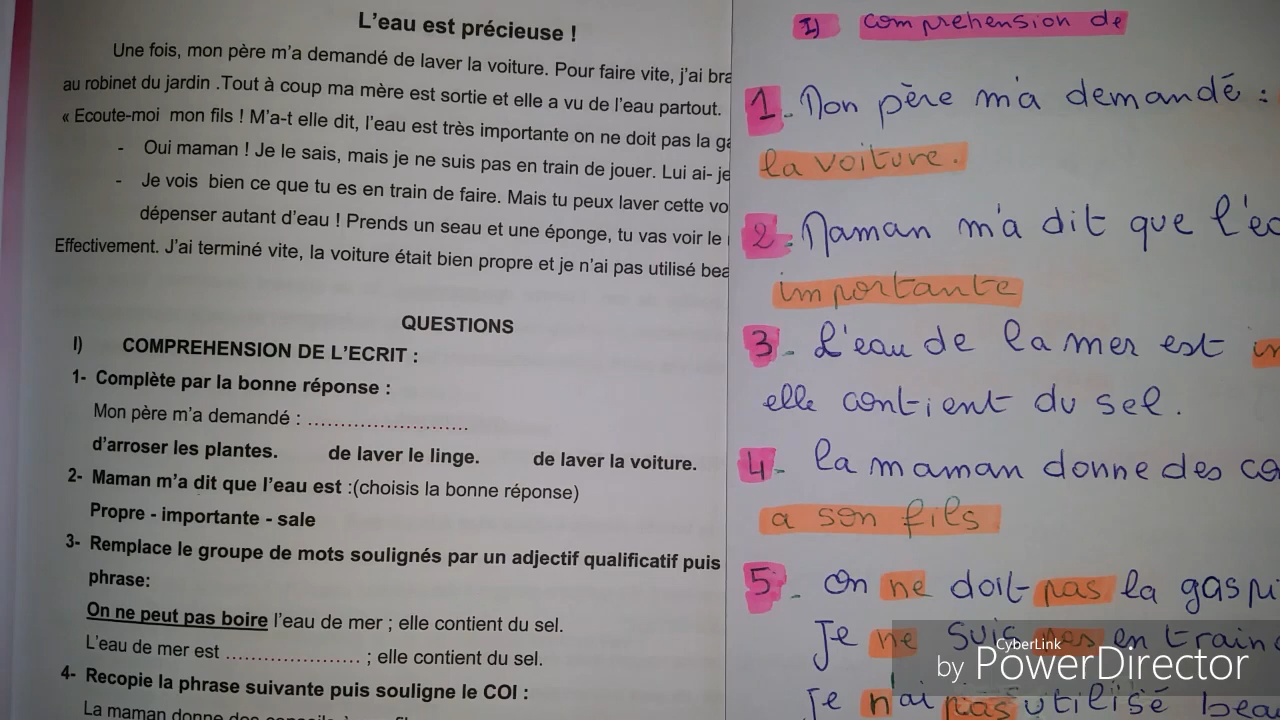 L'eau est précieuse !
Une fois, mon père m'a demandé de laver la voiture. Pour faire vite, j'ai
au robinet du jardin .Tout à coup ma mère est sortie et elle a vu de l'eau partout.
« Ecoute-moi mon fils ! M'a-t elle dit, l'eau est très importante on ne doit pas la
- Oui maman ! Je le sais, mais je ne suis pas en train de jouer. Lui ai- je
- Je vois bien ce que tu es en train de faire. Mais tu peux laver cette
dépenser autant d'eau ! Prends un seau et une éponge, tu vas voir le
Effectivement. J'ai terminé vite, la voiture était bien propre et je n'ai pas utilisé
QUESTIONS
I) COMPREHENSION DE L'ECRIT :
1- Complète par la bonne réponse :
Mon père m'a demandé : .........................
d'arroser les plantes. de laver le linge. de laver la voiture.
2- Maman m'a dit que l'eau est :(choisis la bonne réponse)
Propre - importante - sale
3- Remplace le groupe de mots soulignés par un adjectif qualificatif puis
phrase:
On ne peut pas boire l'eau de mer ; elle contient du sel.
L'eau de mer est ..................... ; elle contient du sel.
4- Recopie la phrase suivante puis souligne le COI :
La maman donne des conseils à
I) comprehension de
1. Mon père m'a demandé :
la voiture.
2. Maman m'a dit que
importante
3. L'eau de la mer est
elle contient du sel.
4. la maman donne des
a son fils
5. On ne doit pas la
Je ne suis pas en train
Je n'ai pas utilisé
CyberLink
by PowerDirector